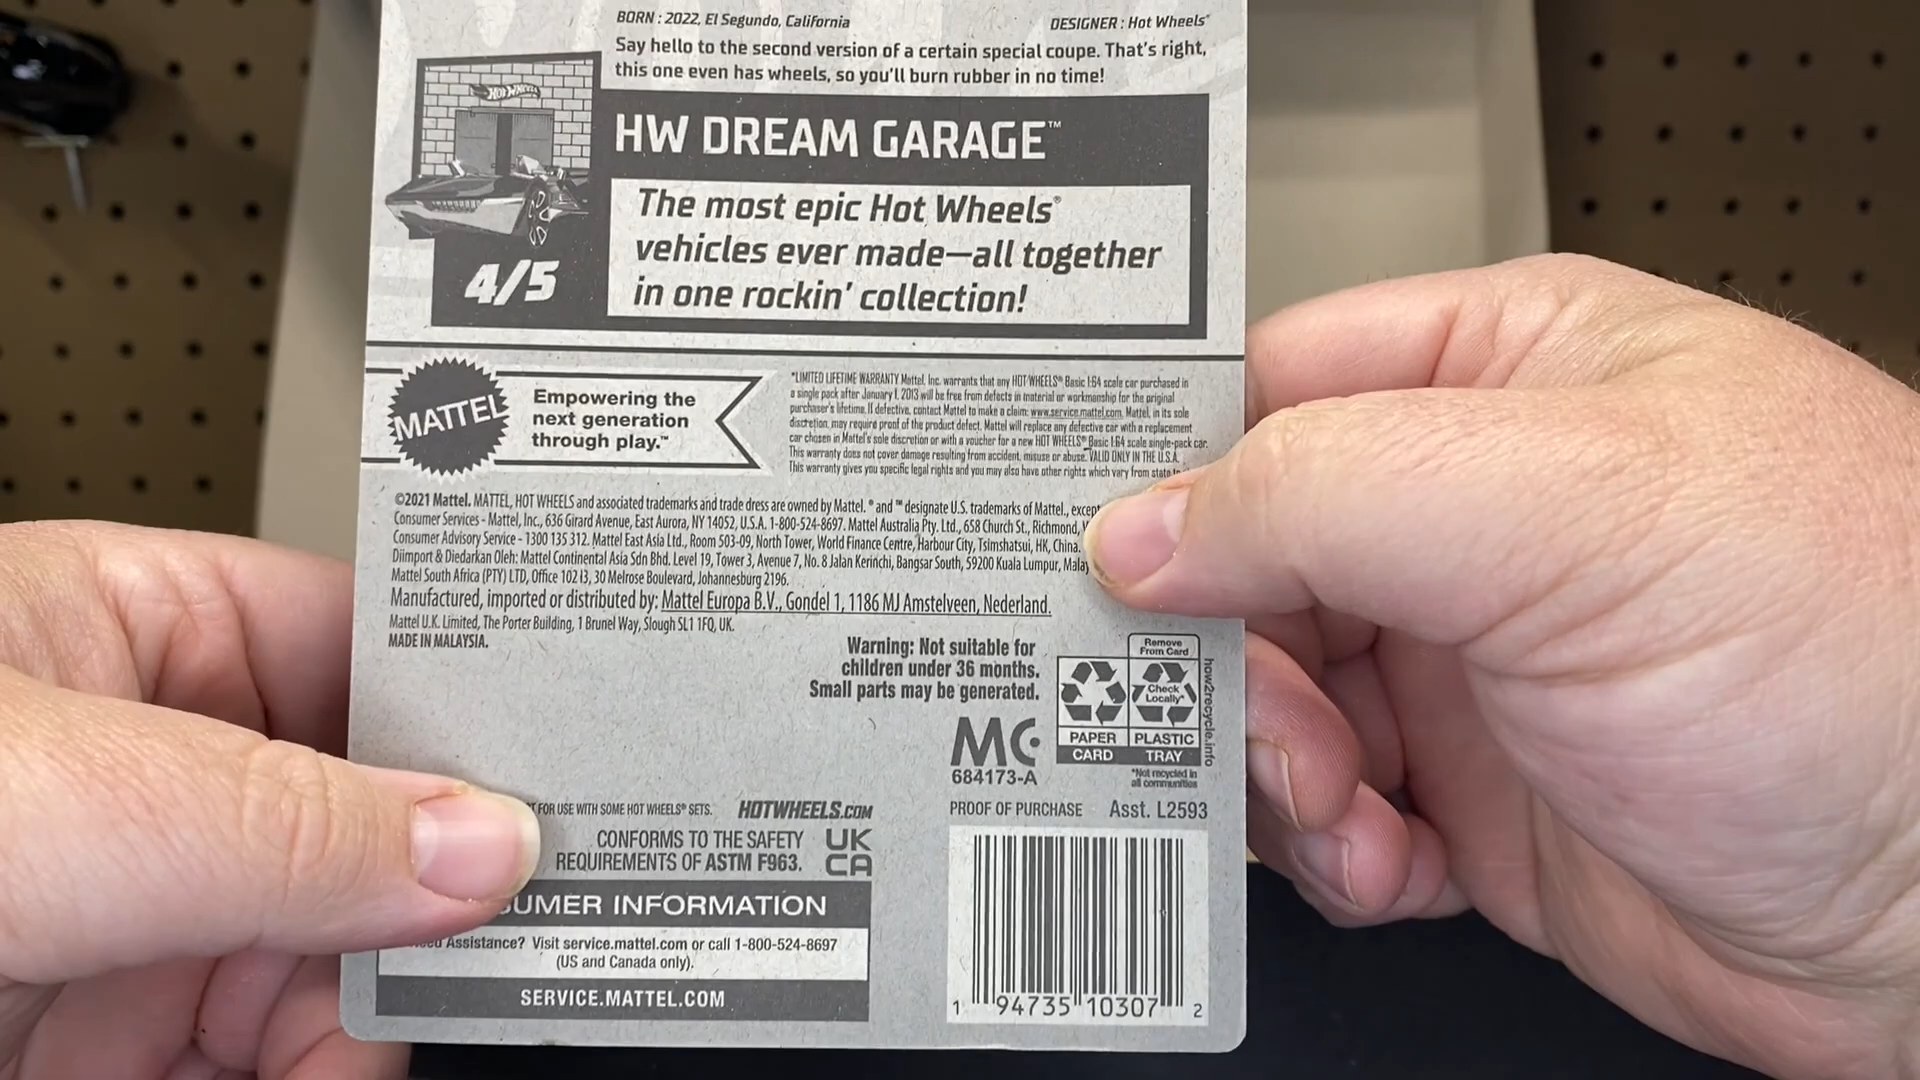 BORN : 2022, El Segundo, California
DESIGNER : Hot Wheels®
Say hello to the second version of a certain special coupe. That's right,
this one even has wheels, so you'll burn rubber in no time!
HOT WHEELS
HW DREAM GARAGE™
The most epic Hot Wheels®
vehicles ever made—all together
in one rockin' collection!
4/5
MATTEL
Empowering the
next generation
through play.™
*LIMITED LIFETIME WARRANTY Mattel, Inc. warrants that any HOT WHEELS® Basic 1:64 scale car purchased in
a single pack after January 1, 2013 will be free from defects in material or workmanship for the original
purchaser's lifetime. If defective, contact Mattel to make a claim: www.service.mattel.com. Mattel, in its sole
discretion, may require proof of the product defect. Mattel will replace any defective car with a replacement
car chosen in Mattel's sole discretion or with a voucher for a new HOT WHEELS® Basic 1:64 scale single-pack car.
This warranty does not cover damage resulting from accident, misuse or abuse. VALID ONLY IN THE U.S.A.
This warranty gives you specific legal rights and you may also have other rights which vary from state
©2021 Mattel. MATTEL, HOT WHEELS and associated trademarks and trade dress are owned by Mattel. ® and ™ designate U.S. trademarks of Mattel, except
Consumer Services - Mattel, Inc., 636 Girard Avenue, East Aurora, NY 14052, U.S.A. 1-800-524-8697. Mattel Australia Pty. Ltd., 658 Church St., Richmond,
Consumer Advisory Service - 1300 135 312. Mattel East Asia Ltd., Room 503-09, North Tower, World Finance Centre, Harbour City, Tsimshatsui, HK, China.
Diimport & Diedarkan Oleh: Mattel Continental Asia Sdn Bhd. Level 19, Tower 3, Avenue 7, No. 8 Jalan Kerinchi, Bangsar South, 59200 Kuala Lumpur, Malay
Mattel South Africa (PTY) LTD, Office 102 I3, 30 Melrose Boulevard, Johannesburg 2196.
Manufactured, imported or distributed by: Mattel Europa B.V., Gondel 1, 1186 MJ Amstelveen, Nederland.
Mattel U.K. Limited, The Porter Building, 1 Brunel Way, Slough SL1 1FQ, UK.
MADE IN MALAYSIA.
Warning: Not suitable for
children under 36 months.
Small parts may be generated.
MC
684173-A
Remove
From Card
Check
Locally*
PAPER
PLASTIC
CARD
TRAY
*Not recycled in
all communities
how2recycle.info
FOR USE WITH SOME HOT WHEELS® SETS.
HOTWHEELS.COM
CONFORMS TO THE SAFETY
REQUIREMENTS OF ASTM F963.
UK
CA
PROOF OF PURCHASE
Asst. L2593
SUMER INFORMATION
Assistance? Visit service.mattel.com or call 1-800-524-8697
(US and Canada only).
SERVICE.MATTEL.COM
1 94735 10307 2